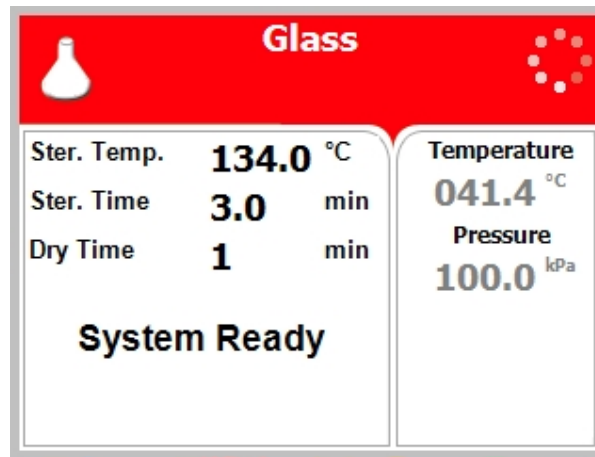 Glass
Ster. Temp. 134.0 °C
Ster. Time 3.0 min
Dry Time 1 min
System Ready
Temperature
041.4 °C
Pressure
100.0 kPa